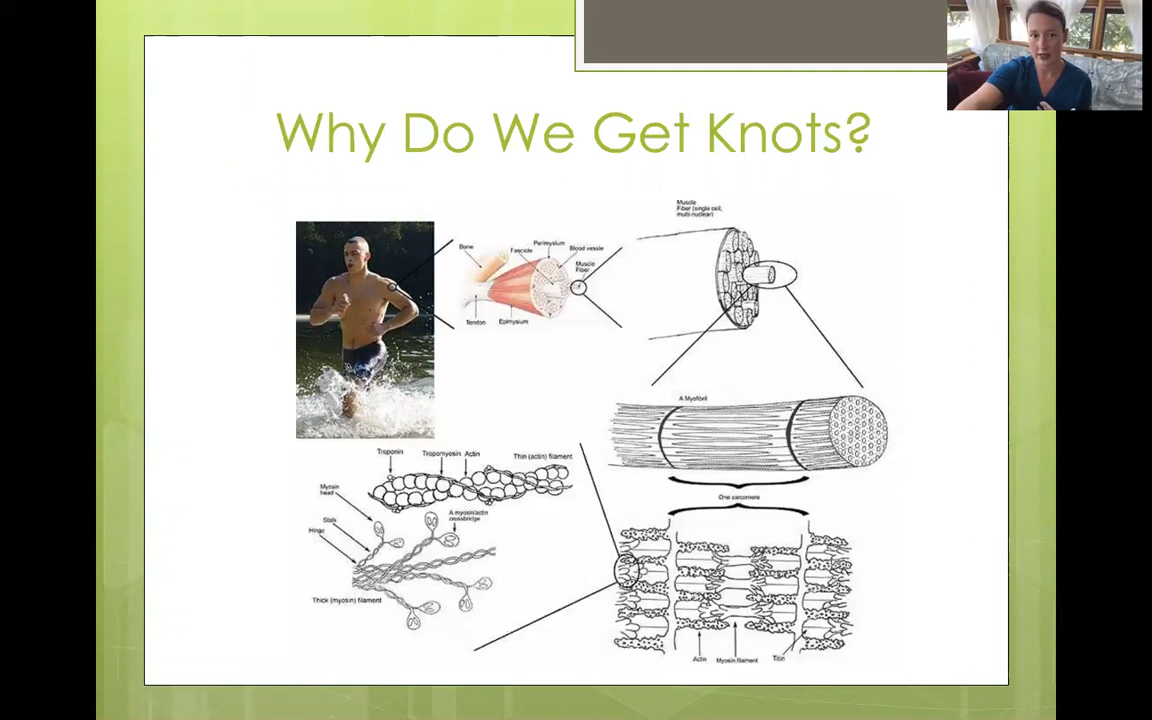 Why Do We Get Knots?
Muscle
Fiber (single cell,
multi-nuclear)
Bone
Perimysium
Fascicle
Blood vessle
Muscle
Fiber
Tendon
Epimysium
A Myofibril
One sarcomere
Troponin
Tropomyosin
Actin
Thin (actin) filament
Myosin
head
A myosin/actin
crossbridge
Stalk
Hinge
Thick (myosin) filament
Actin
Myosin filament
Titin